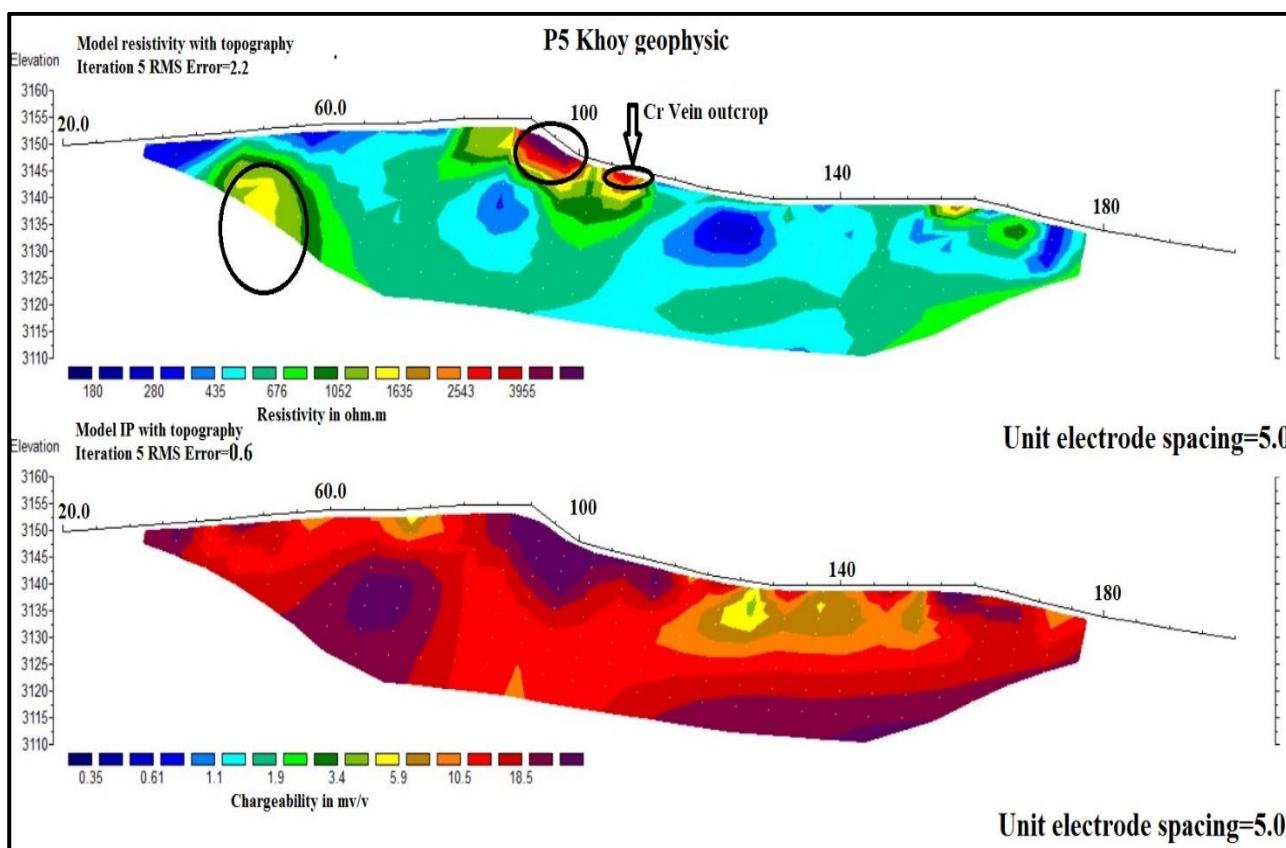 P5 Khoy geophysic
Model resistivity with topography
Iteration 5 RMS Error=2.2
Elevation
3160
3155
3150
3145
3140
3135
3130
3125
3120
3115
3110
20.0
60.0
100
Cr Vein outcrop
140
180
180 280 435 676 1052 1635 2543 3955
Resistivity in ohm.m
Unit electrode spacing=5.0
Model IP with topography
Iteration 5 RMS Error=0.6
Elevation
3160
3155
3150
3145
3140
3135
3130
3125
3120
3115
3110
20.0
60.0
100
140
180
0.35 0.61 1.1 1.9 3.4 5.9 10.5 18.5
Chargeability in mv/v
Unit electrode spacing=5.0